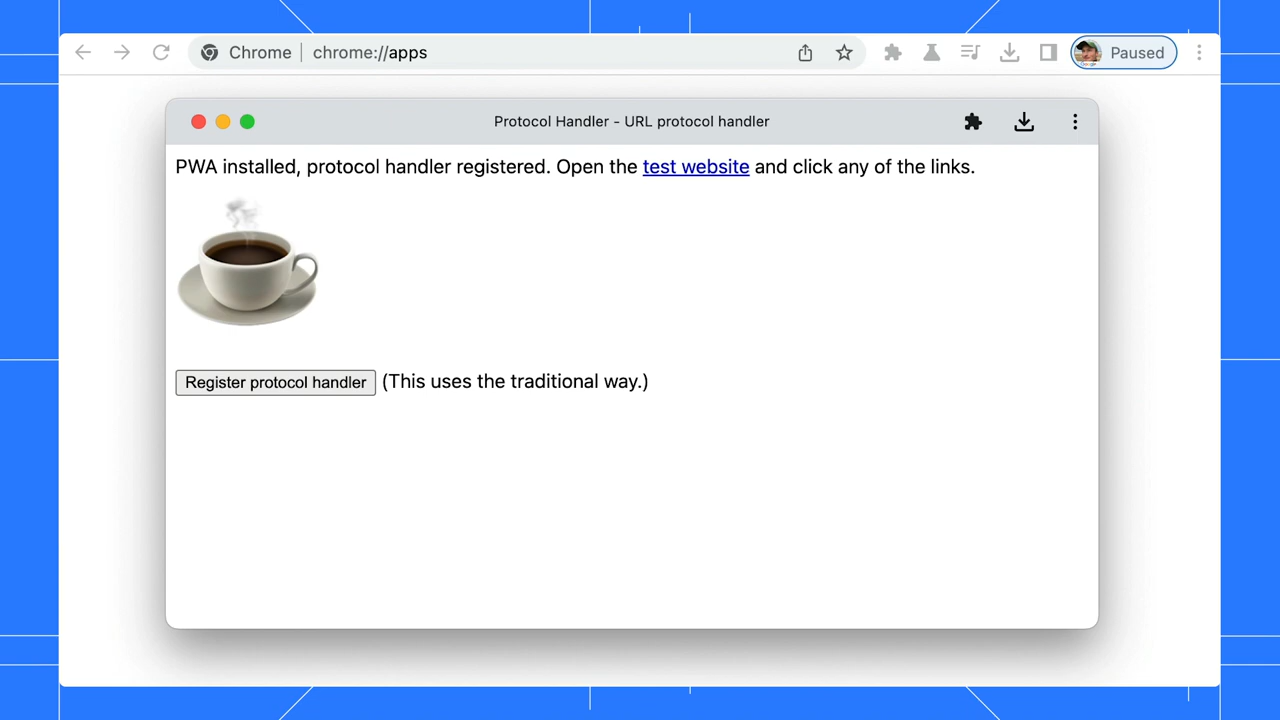 Chrome chrome://apps Paused
Protocol Handler - URL protocol handler
PWA installed, protocol handler registered. Open the test website and click any of the links.
Register protocol handler (This uses the traditional way.)